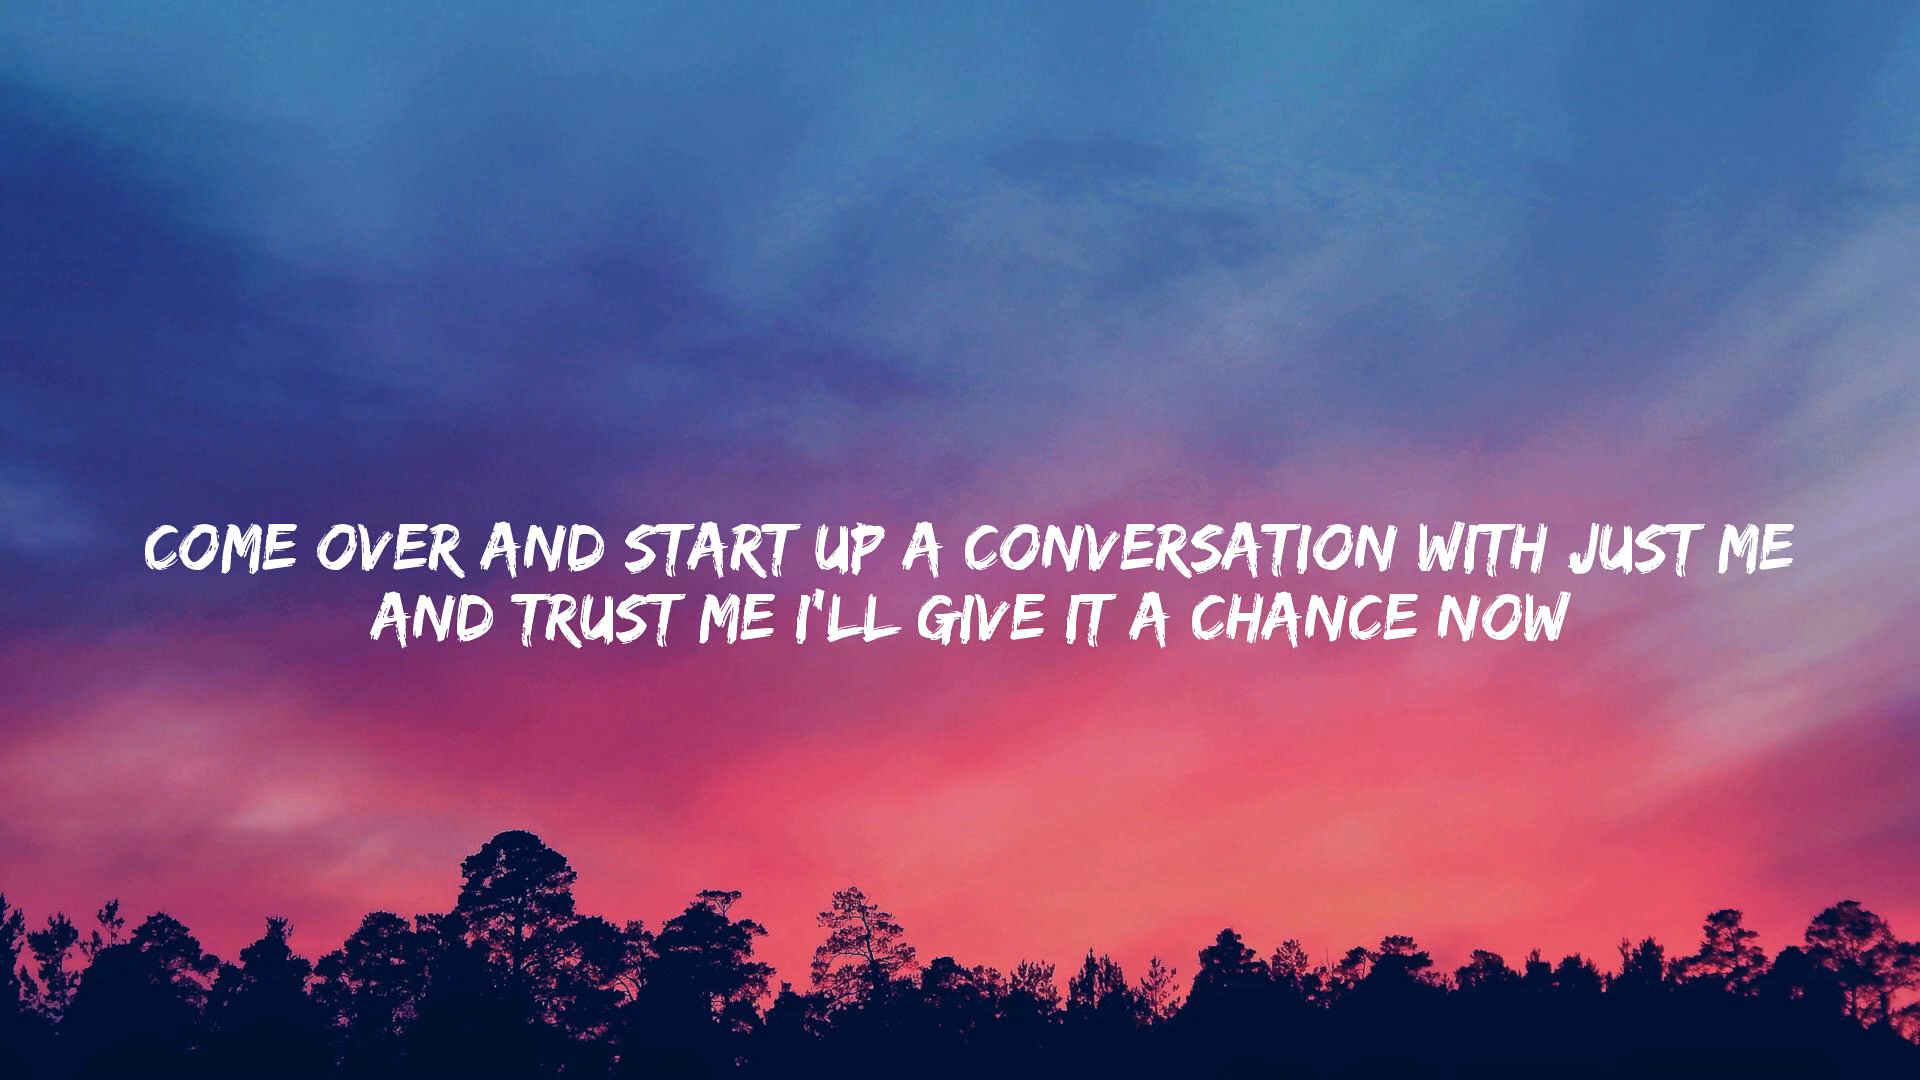 COME OVER AND START UP A CONVERSATION WITH JUST ME
AND TRUST ME I'LL GIVE IT A CHANCE NOW